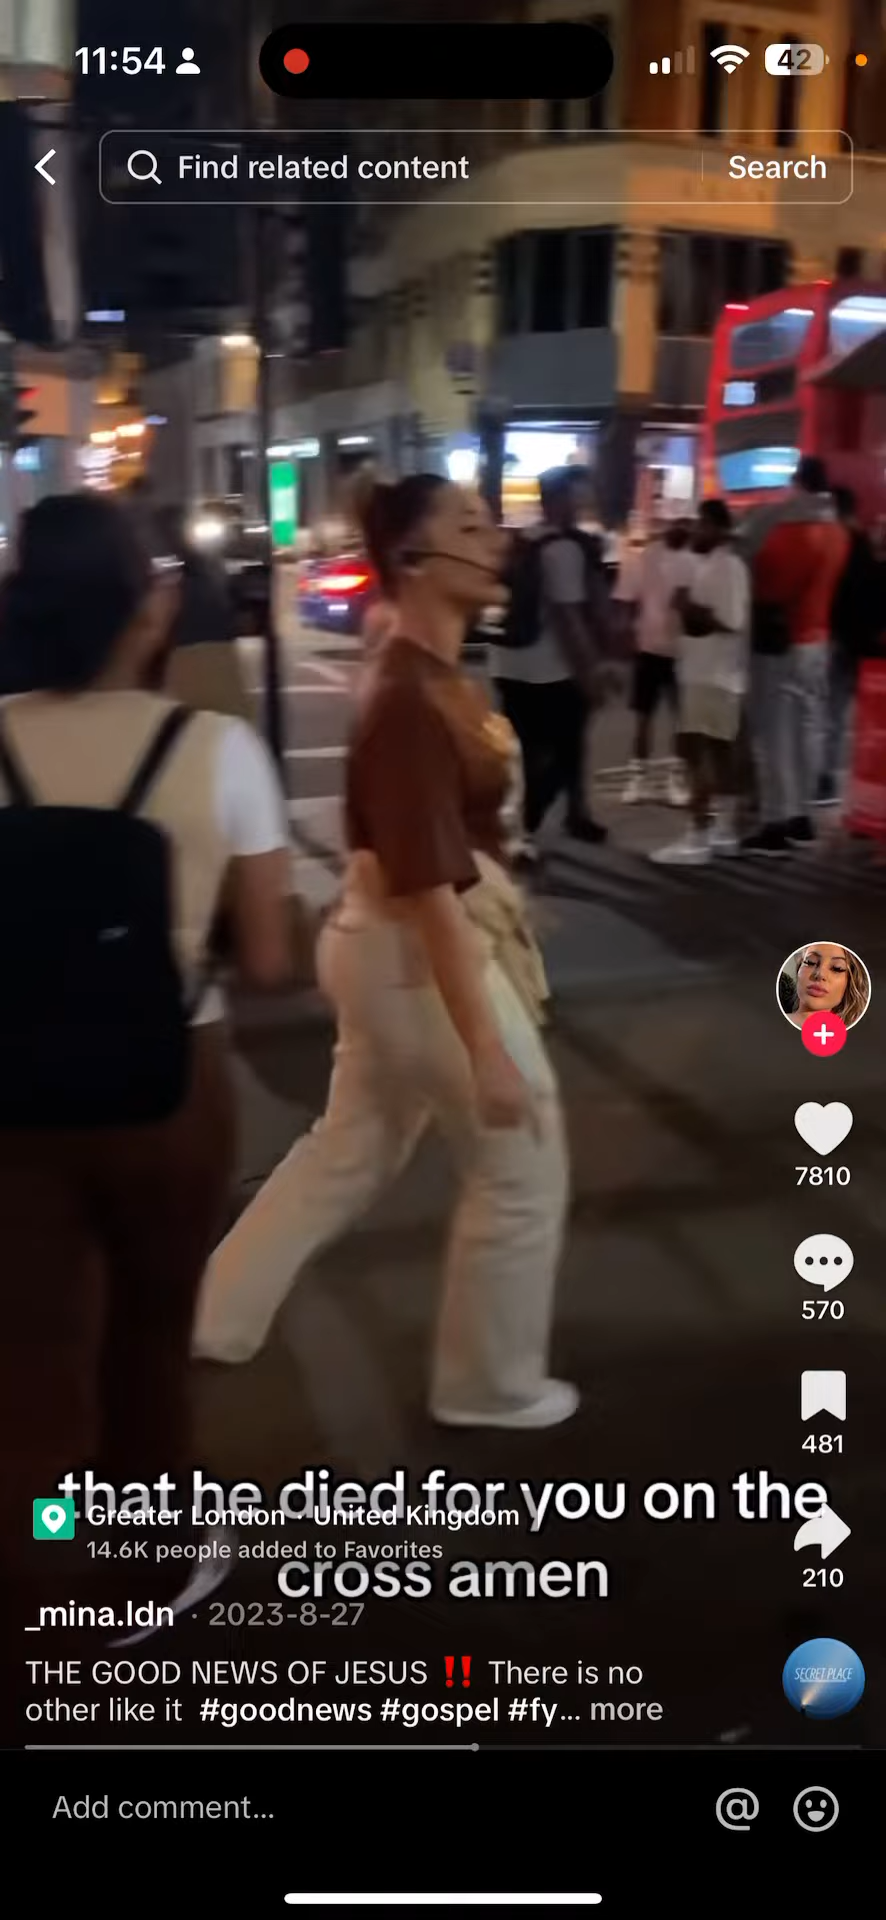 11:54
42
Find related content
Search
7810
570
481
that he died for you on the
Greater London · United Kingdom
14.6K people added to Favorites
cross amen
210
_mina.ldn · 2023-8-27
THE GOOD NEWS OF JESUS ‼️ There is no
other like it #goodnews #gospel #fy... more
SECRET PLACE
Add comment...